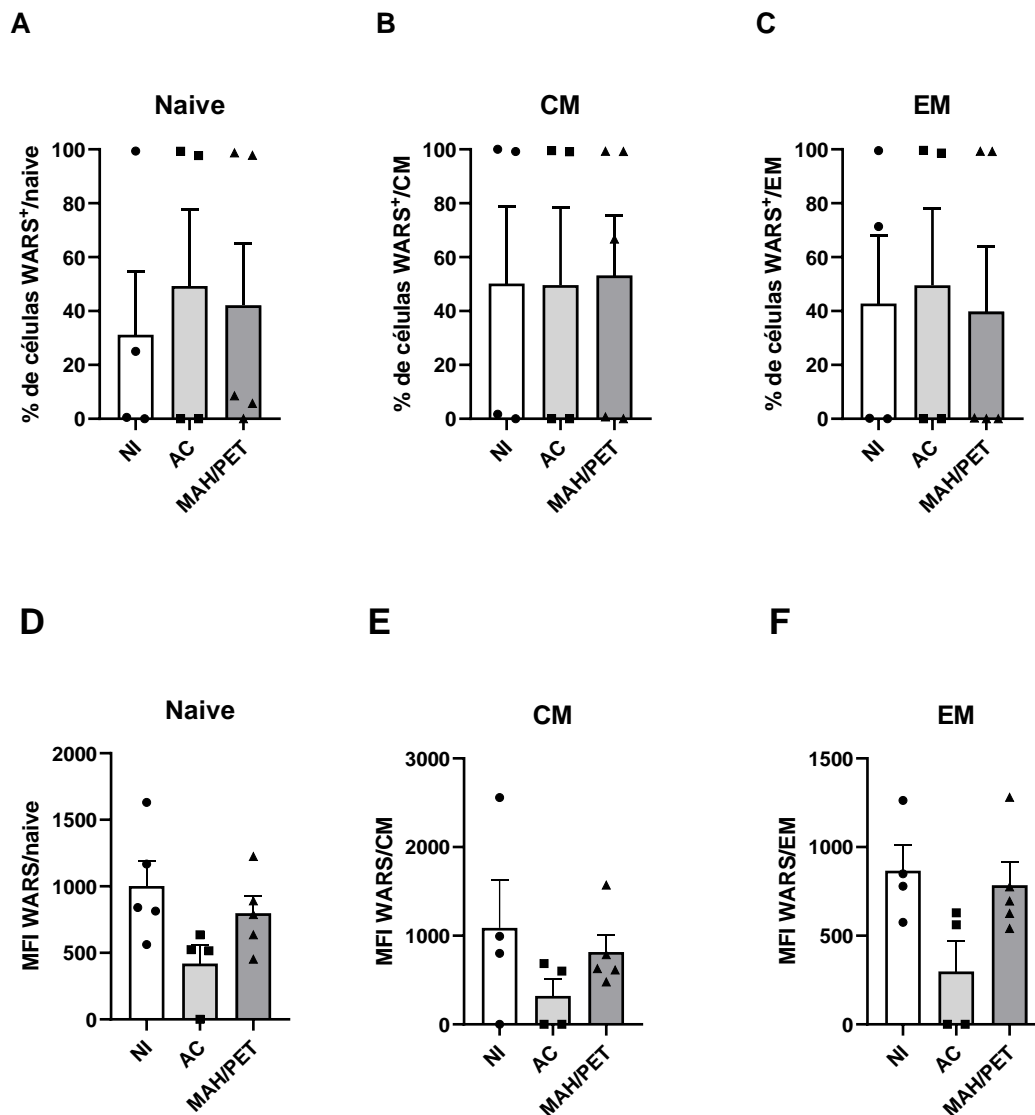 A
B
C
Naive
CM
EM
% de células WARS⁺/naive
100
80
60
40
20
0
NI
AC
MAH/PET
% de células WARS⁺/CM
100
80
60
40
20
0
NI
AC
MAH/PET
% de células WARS⁺/EM
100
80
60
40
20
0
NI
AC
MAH/PET
D
E
F
Naive
CM
EM
MFI WARS/naive
2000
1500
1000
500
0
NI
AC
MAH/PET
MFI WARS/CM
3000
2000
1000
0
NI
AC
MAH/PET
MFI WARS/EM
1500
1000
500
0
NI
AC
MAH/PET